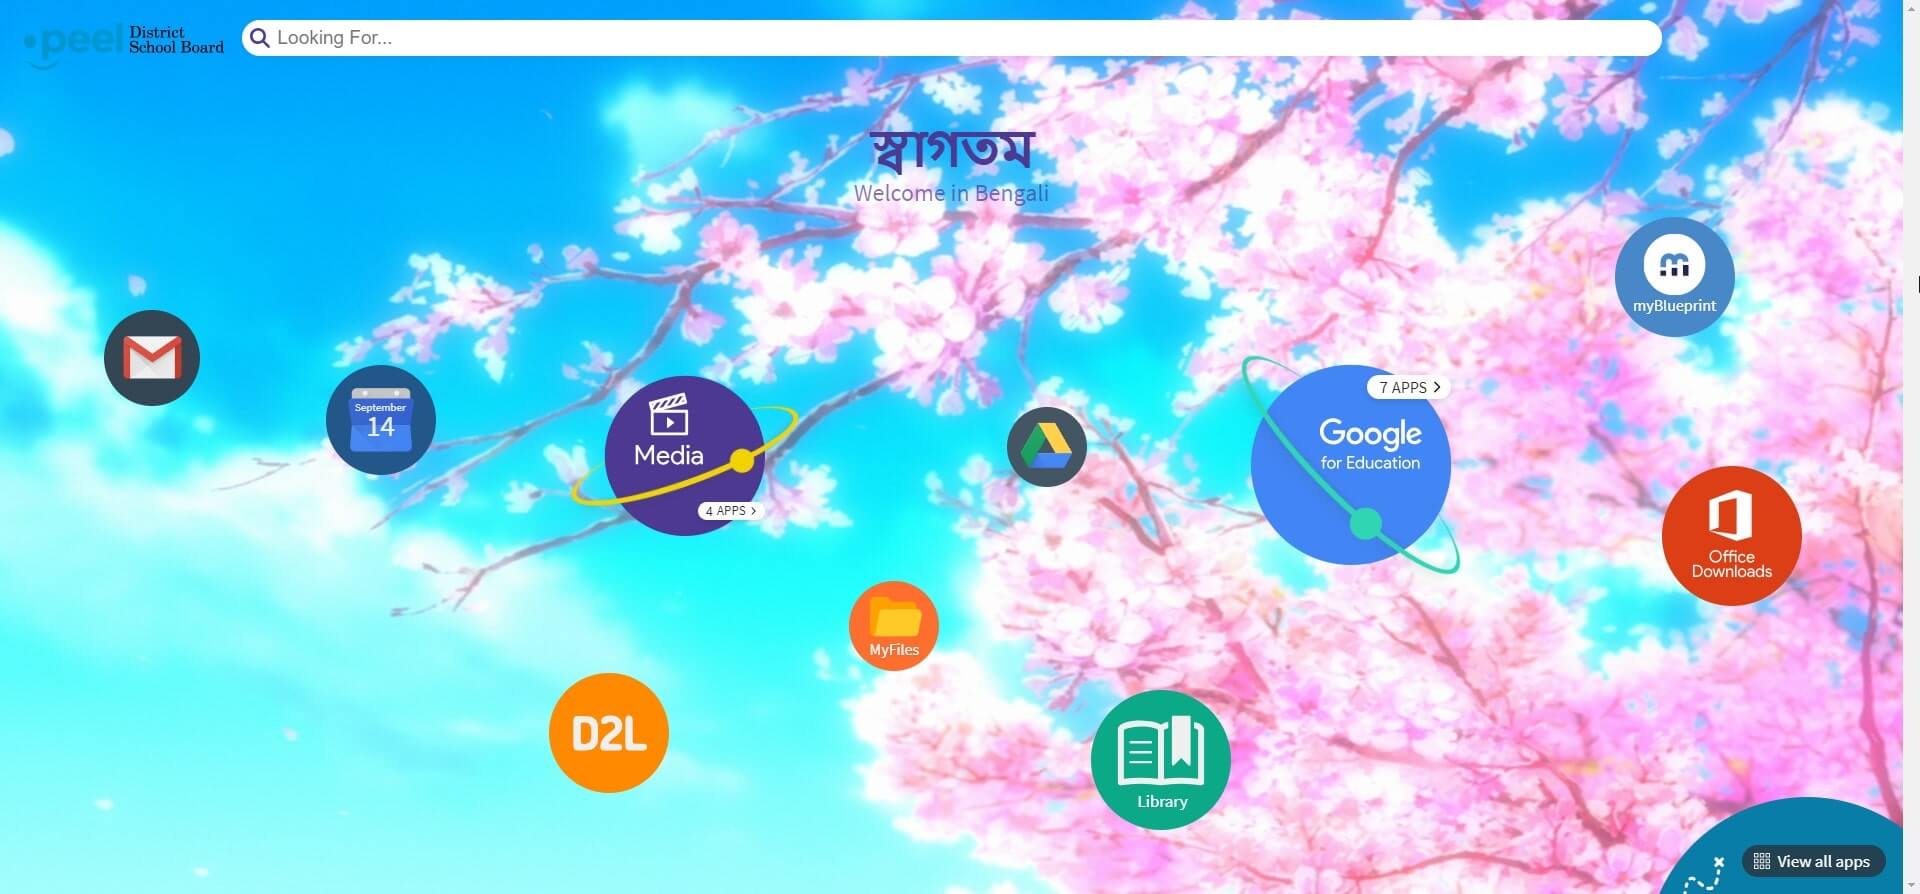 peel District
School Board
Looking For...
স্বাগতম
Welcome in Bengali
myBlueprint
7 APPS
September
14
Media
4 APPS
Google
for Education
Office
Downloads
MyFiles
D2L
Library
View all apps